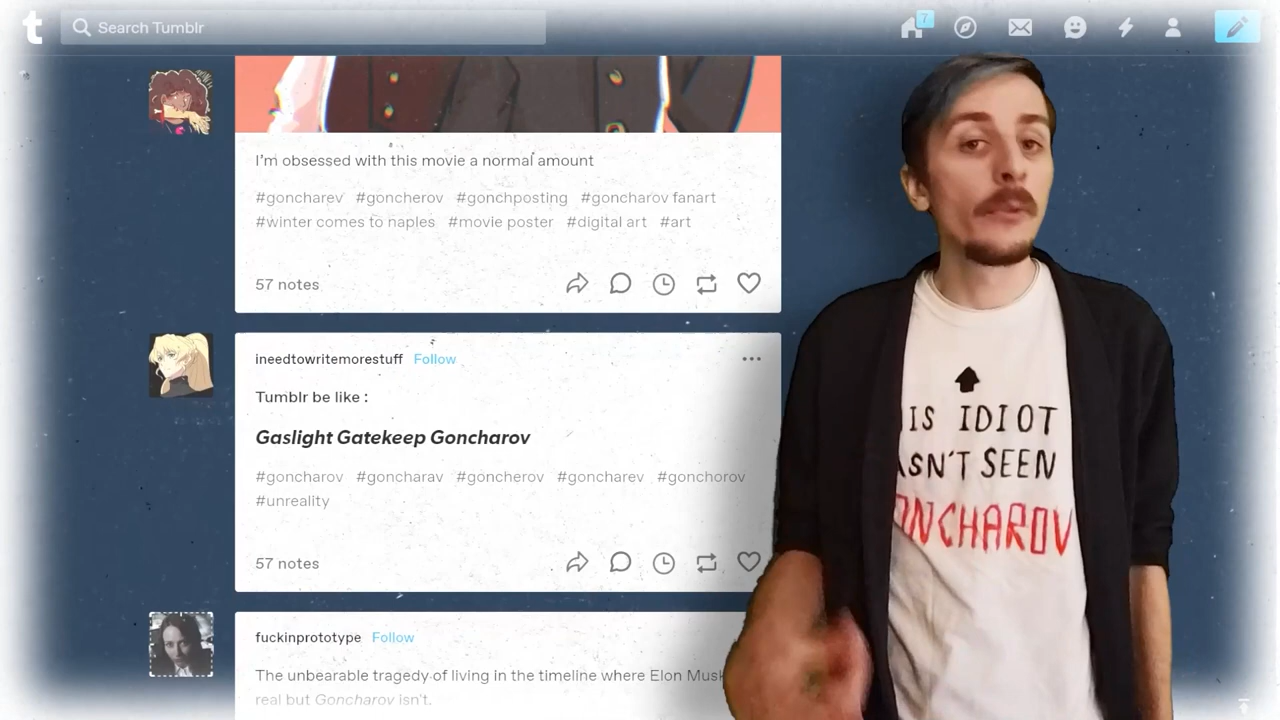 t
Search Tumblr
7
I'm obsessed with this movie a normal amount
#goncharev #goncherov #gonchposting #goncharov fanart
#winter comes to naples #movie poster #digital art #art
57 notes
ineedtowritemorestuff Follow
Tumblr be like :
Gaslight Gatekeep Goncharov
#goncharov #goncharav #goncherov #goncharev #gonchorov
#unreality
57 notes
fuckinprototype Follow
The unbearable tragedy of living in the timeline where Elon Musk
real but Goncharov isn't.
IS IDIOT
ASN'T SEEN
ONCHAROV